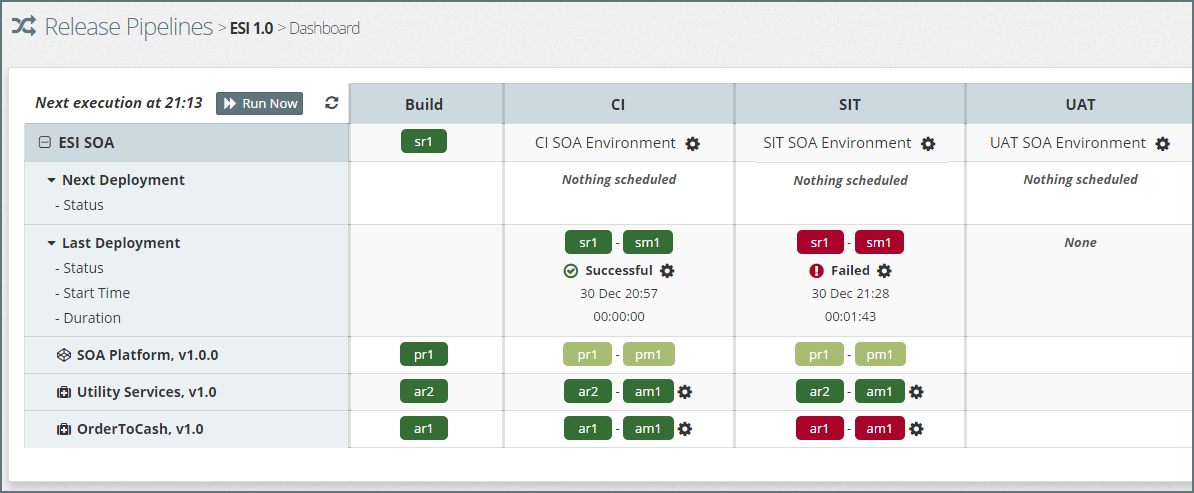 Release Pipelines > ESI 1.0 > Dashboard
Next execution at 21:13 Run Now Build CI SIT UAT
ESI SOA sr1 CI SOA Environment SIT SOA Environment UAT SOA Environment
Next Deployment Nothing scheduled Nothing scheduled Nothing scheduled
- Status
Last Deployment sr1 - sm1 sr1 - sm1 None
- Status Successful Failed
- Start Time 30 Dec 20:57 30 Dec 21:28
- Duration 00:00:00 00:01:43
SOA Platform, v1.0.0 pr1 pr1 - pm1 pr1 - pm1
Utility Services, v1.0 ar2 ar2 - am1 ar2 - am1
OrderToCash, v1.0 ar1 ar1 - am1 ar1 - am1